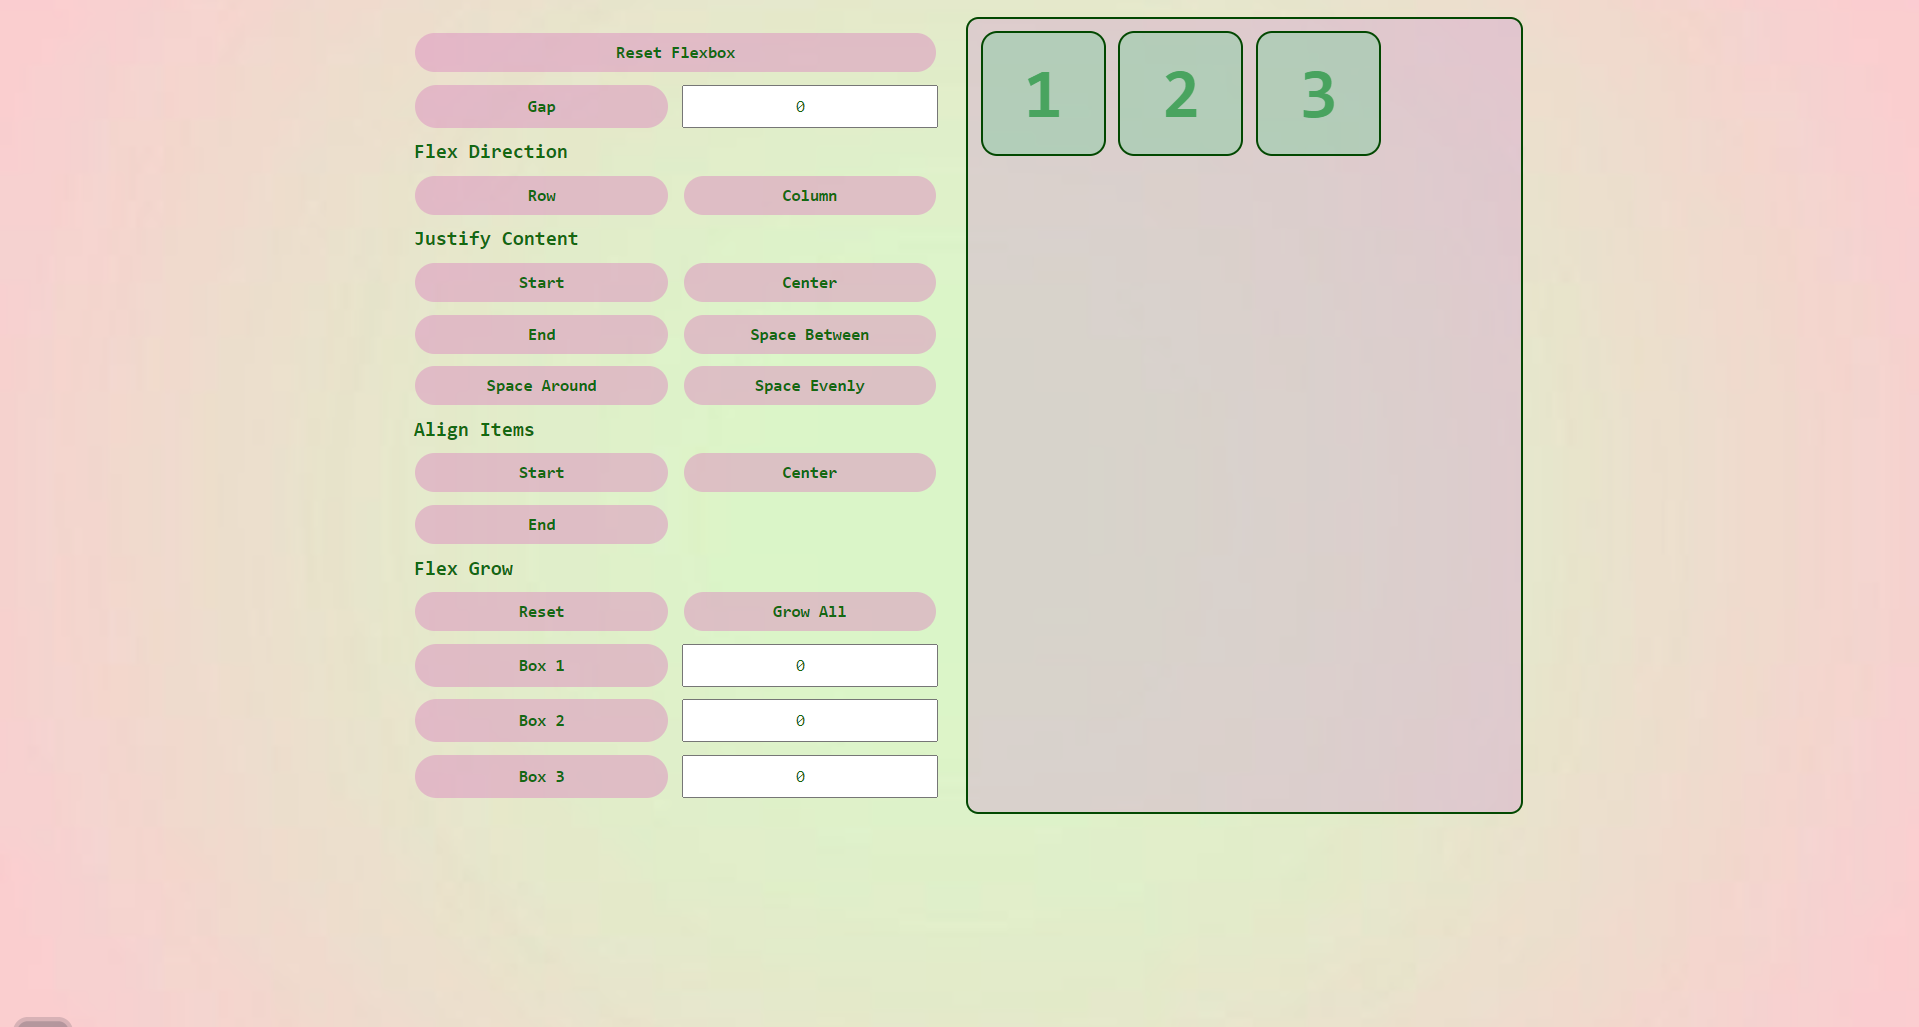 Reset Flexbox
Gap 0
Flex Direction
Row Column
Justify Content
Start Center
End Space Between
Space Around Space Evenly
Align Items
Start Center
End
Flex Grow
Reset Grow All
Box 1 0
Box 2 0
Box 3 0
1 2 3